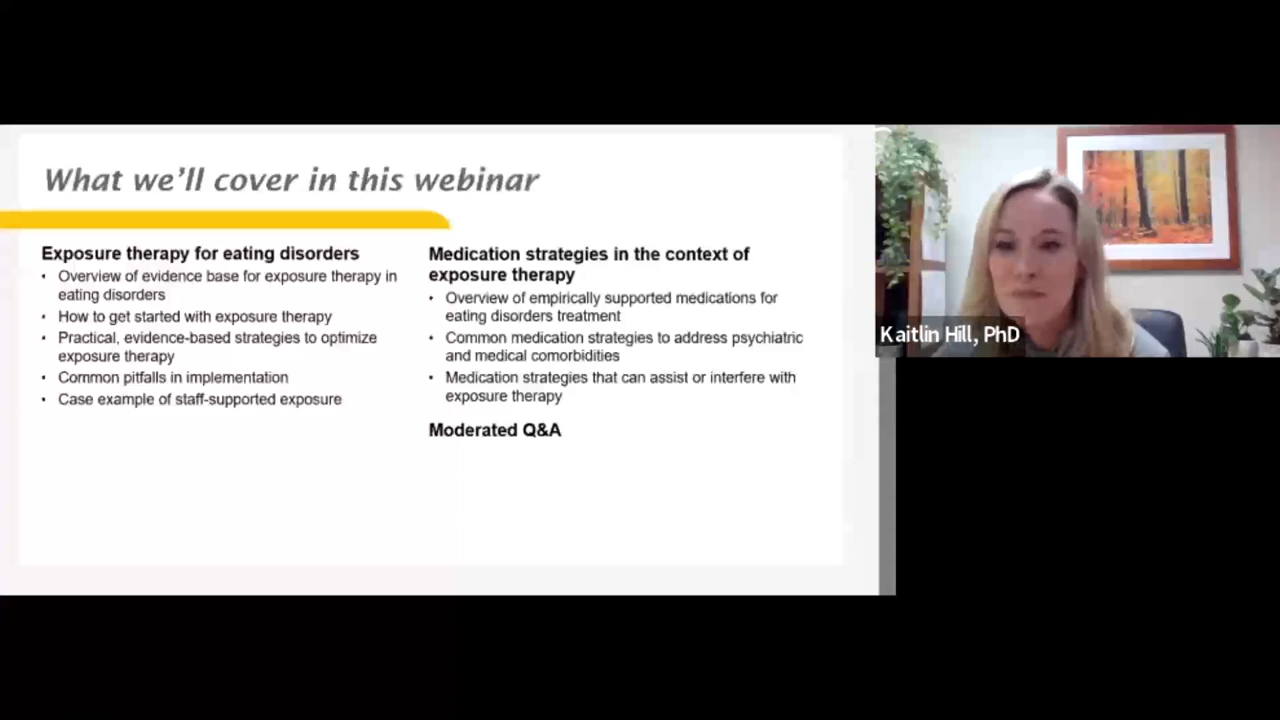 What we'll cover in this webinar
Exposure therapy for eating disorders
• Overview of evidence base for exposure therapy in
eating disorders
• How to get started with exposure therapy
• Practical, evidence-based strategies to optimize
exposure therapy
• Common pitfalls in implementation
• Case example of staff-supported exposure
Medication strategies in the context of
exposure therapy
• Overview of empirically supported medications for
eating disorders treatment
• Common medication strategies to address psychiatric
and medical comorbidities
• Medication strategies that can assist or interfere with
exposure therapy
Moderated Q&A
Kaitlin Hill, PhD